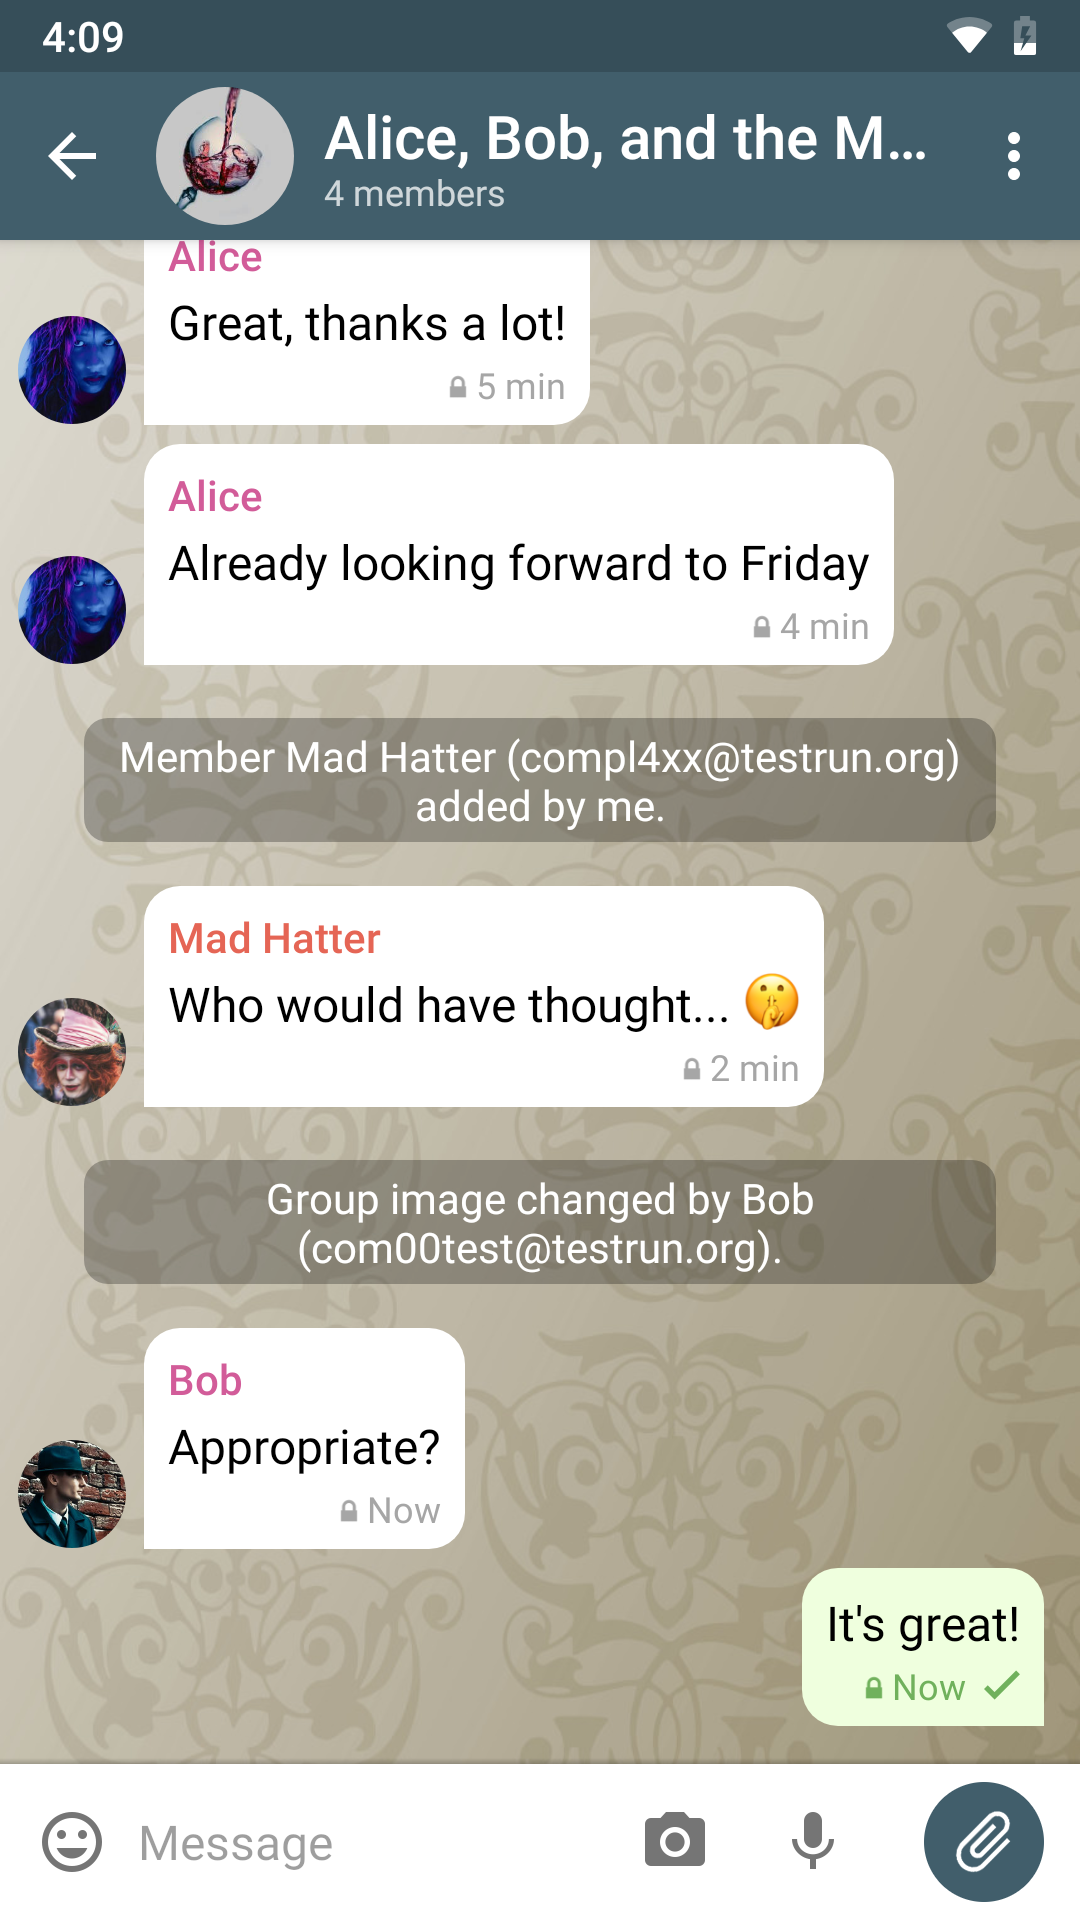 4:09
Alice, Bob, and the M...
4 members
Alice
Great, thanks a lot!
5 min
Alice
Already looking forward to Friday
4 min
Member Mad Hatter (compl4xx@testrun.org)
added by me.
Mad Hatter
Who would have thought... 🤫
2 min
Group image changed by Bob
(com00test@testrun.org).
Bob
Appropriate?
Now
It's great!
Now
Message